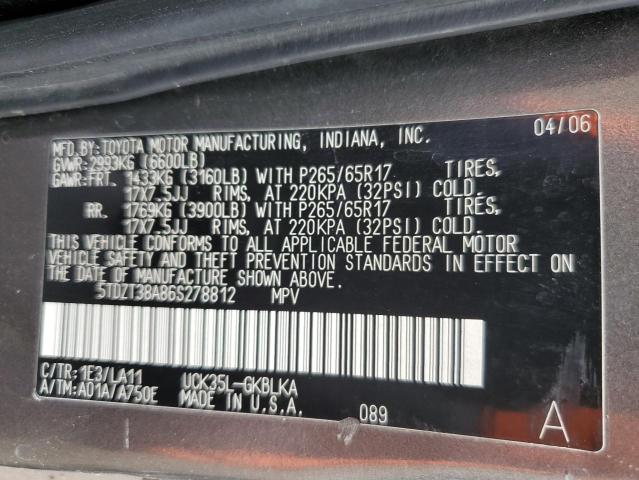 MFD.BY:TOYOTA MOTOR MANUFACTURING, INDIANA, INC. 04/06
GVWR:2993KG (6600LB)
GAWR:FRT. 1433KG (3160LB) WITH P265/65R17 TIRES,
17X7.5JJ RIMS, AT 220KPA (32PSI) COLD.
RR. 1769KG (3900LB) WITH P265/65R17 TIRES,
17X7.5JJ RIMS, AT 220KPA (32PSI) COLD.
THIS VEHICLE CONFORMS TO ALL APPLICABLE FEDERAL MOTOR
VEHICLE SAFETY AND THEFT PREVENTION STANDARDS IN EFFECT ON
THE DATE OF MANUFACTURE SHOWN ABOVE.
5TDZT38A86S278812 MPV
C/TR:1E3/LA11 UCK35L-GKBLKA
A/TM:A01A/A750E MADE IN U.S.A.
089 A